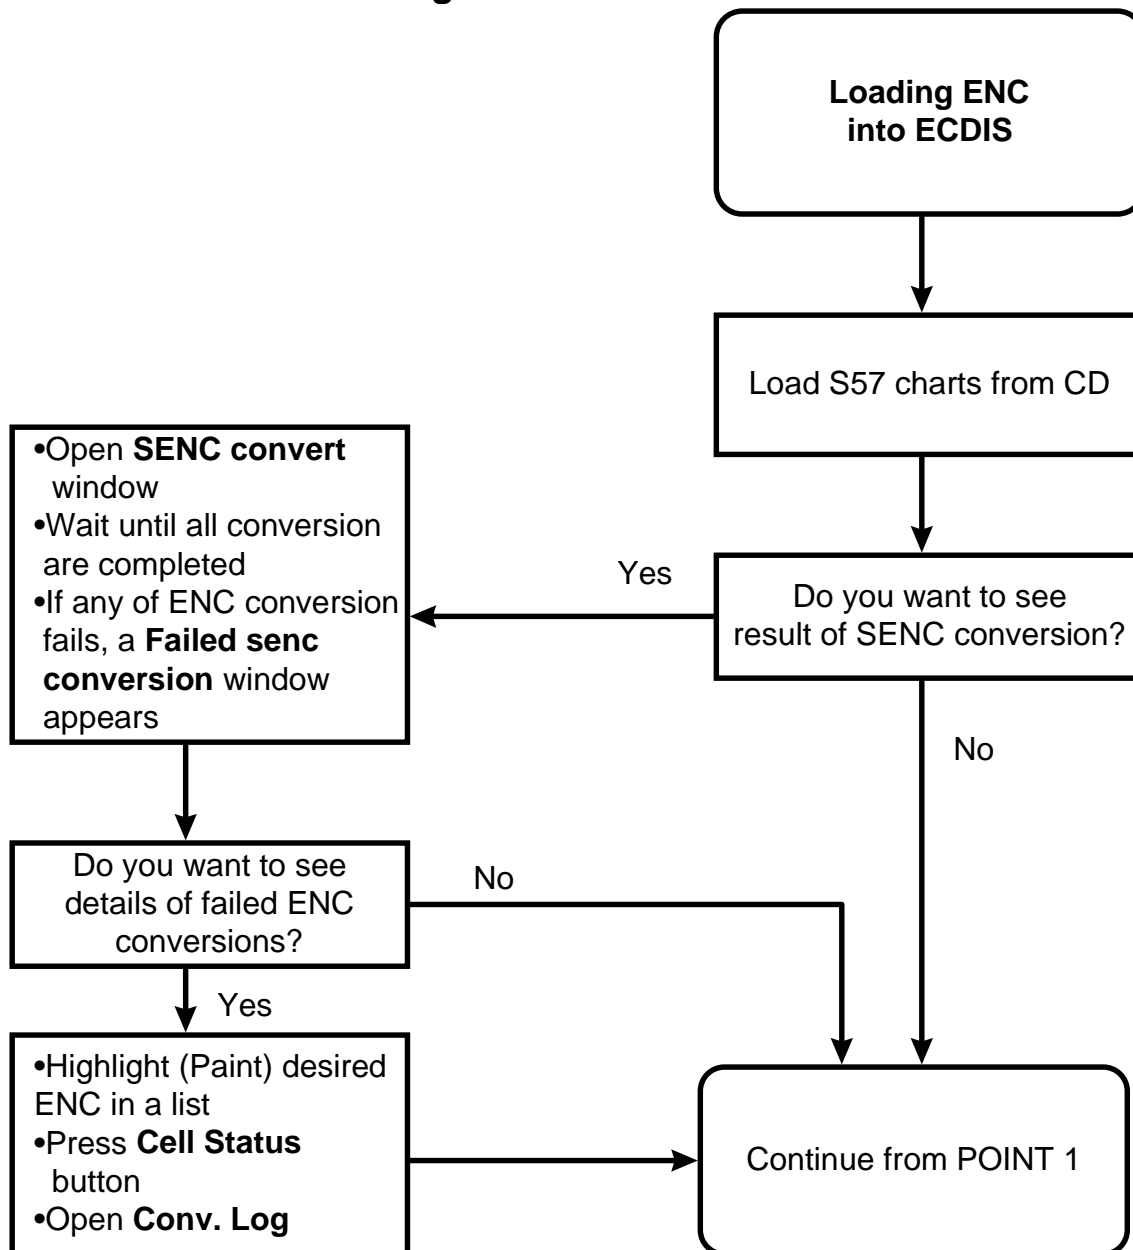 Loading ENC
into ECDIS
Load S57 charts from CD
Do you want to see
result of SENC conversion?
Yes
No
•Open SENC convert
window
•Wait until all conversion
are completed
•If any of ENC conversion
fails, a Failed senc
conversion window
appears
Do you want to see
details of failed ENC
conversions?
No
Yes
•Highlight (Paint) desired
ENC in a list
•Press Cell Status
button
•Open Conv. Log
Continue from POINT 1